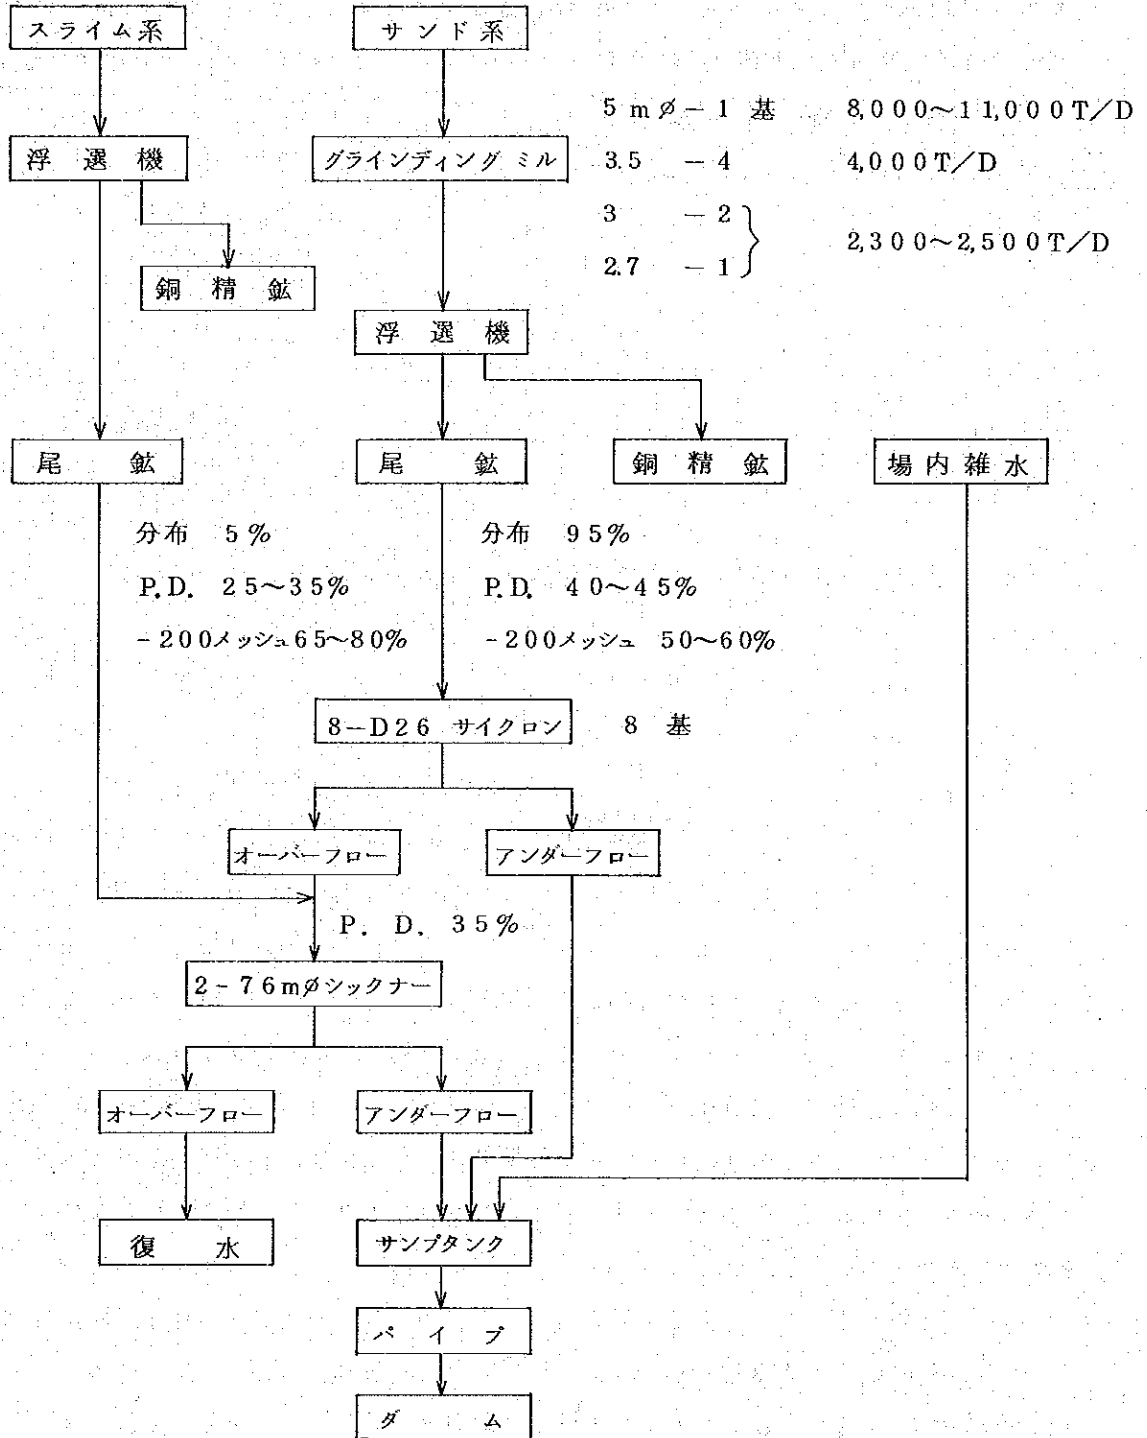 スライム系
サンド系
5mφ-1基 8,000~11,000T/D
浮選機
グラインディングミル
3.5 -4 4,000T/D
3 -2
2,300~2,500T/D
2.7 -1
銅精鉱
浮選機
尾鉱
尾鉱
銅精鉱
場内雑水
分布 5%
分布 95%
P.D. 25~35%
P.D. 40~45%
-200メッシュ65~80%
-200メッシュ 50~60%
8-D26 サイクロン 8基
オーバーフロー
アンダーフロー
P. D. 35%
2-76mφシックナー
オーバーフロー
アンダーフロー
復水
サンプタンク
パイプ
ダム